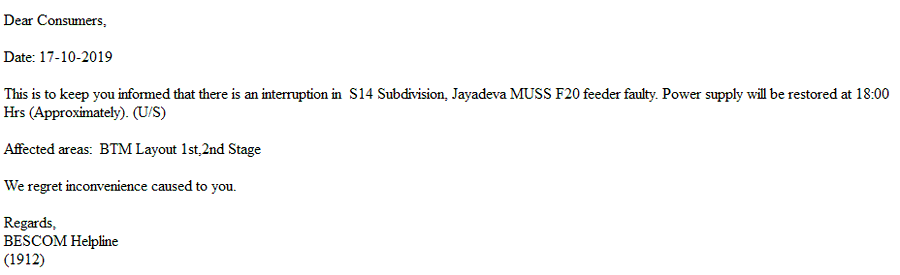 Dear Consumers,
Date: 17-10-2019
This is to keep you informed that there is an interruption in  S14 Subdivision, Jayadeva MUSS F20 feeder faulty. Power supply will be restored at 18:00
Hrs (Approximately). (U/S)
Affected areas:  BTM Layout 1st,2nd Stage
We regret inconvenience caused to you.
Regards,
BESCOM Helpline
(1912)